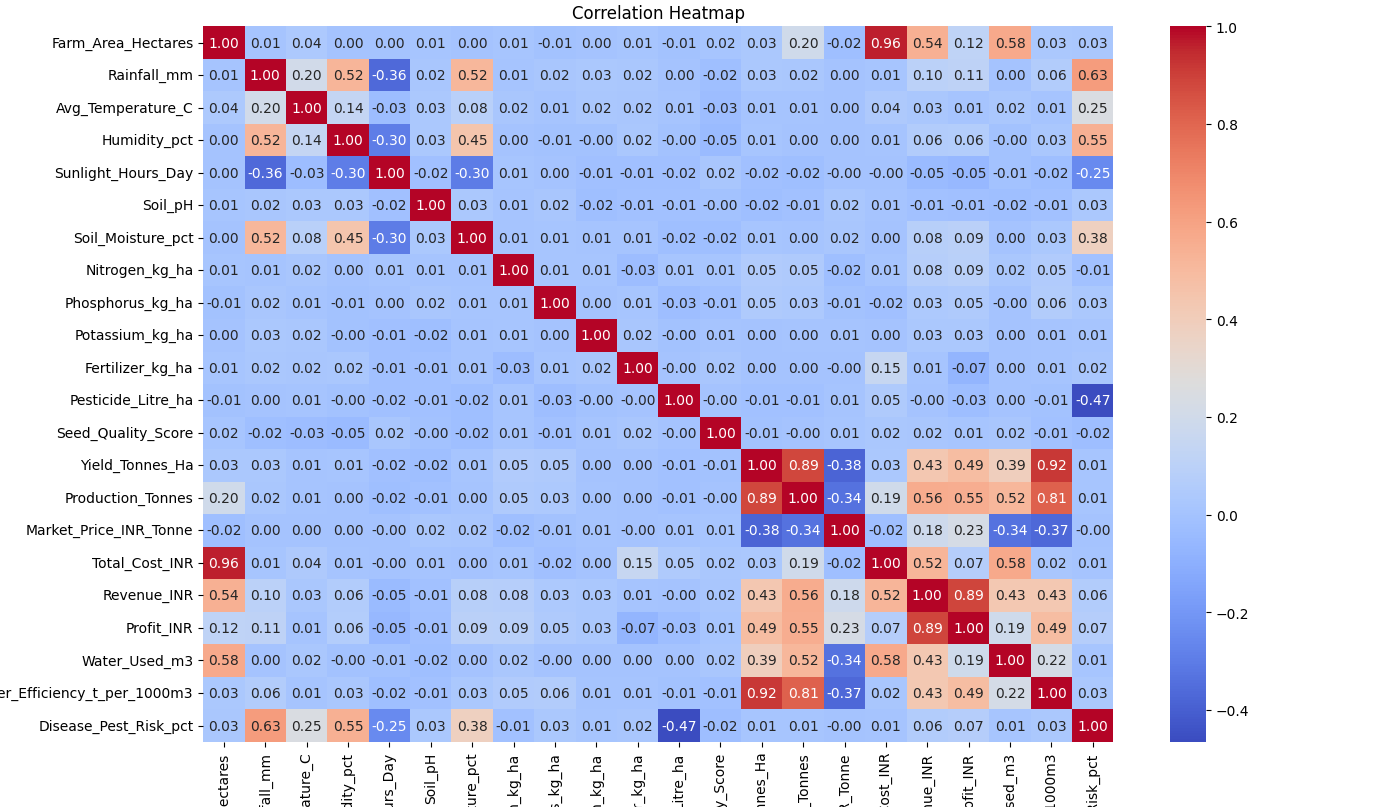 Correlation Heatmap
Farm_Area_Hectares 1.00 0.01 0.04 0.00 0.00 0.01 0.00 0.01 -0.01 0.00 0.01 -0.01 0.02 0.03 0.20 -0.02 0.96 0.54 0.12 0.58 0.03 0.03
Rainfall_mm 0.01 1.00 0.20 0.52 -0.36 0.02 0.52 0.01 0.02 0.03 0.02 0.00 -0.02 0.03 0.02 0.00 0.01 0.10 0.11 0.00 0.06 0.63
Avg_Temperature_C 0.04 0.20 1.00 0.14 -0.03 0.03 0.08 0.02 0.01 0.02 0.02 0.01 -0.03 0.01 0.01 0.00 0.04 0.03 0.01 0.02 0.01 0.25
Humidity_pct 0.00 0.52 0.14 1.00 -0.30 0.03 0.45 0.00 -0.01 -0.00 0.02 -0.00 -0.05 0.01 0.00 0.00 0.01 0.06 0.06 -0.00 0.03 0.55
Sunlight_Hours_Day 0.00 -0.36 -0.03 -0.30 1.00 -0.02 -0.30 0.01 0.00 -0.01 -0.01 -0.02 0.02 -0.02 -0.02 -0.00 -0.00 -0.05 -0.05 -0.01 -0.02 -0.25
Soil_pH 0.01 0.02 0.03 0.03 -0.02 1.00 0.03 0.01 0.02 -0.02 -0.01 -0.01 -0.00 -0.02 -0.01 0.02 0.01 -0.01 -0.01 -0.02 -0.01 0.03
Soil_Moisture_pct 0.00 0.52 0.08 0.45 -0.30 0.03 1.00 0.01 0.01 0.01 0.01 -0.02 -0.02 0.01 0.00 0.02 0.00 0.08 0.09 0.00 0.03 0.38
Nitrogen_kg_ha 0.01 0.01 0.02 0.00 0.01 0.01 0.01 1.00 0.01 0.01 -0.03 0.01 0.01 0.05 0.05 -0.02 0.01 0.08 0.09 0.02 0.05 -0.01
Phosphorus_kg_ha -0.01 0.02 0.01 -0.01 0.00 0.02 0.01 0.01 1.00 0.00 0.01 -0.03 -0.01 0.05 0.03 -0.01 -0.02 0.03 0.05 -0.00 0.06 0.03
Potassium_kg_ha 0.00 0.03 0.02 -0.00 -0.01 -0.02 0.01 0.01 0.00 1.00 0.02 -0.00 0.01 0.00 0.00 0.01 0.00 0.03 0.03 0.00 0.01 0.01
Fertilizer_kg_ha 0.01 0.02 0.02 0.02 -0.01 -0.01 0.01 -0.03 0.01 0.02 1.00 -0.00 0.02 0.00 0.00 -0.00 0.15 0.01 -0.07 0.00 0.01 0.02
Pesticide_Litre_ha -0.01 0.00 0.01 -0.00 -0.02 -0.01 -0.02 0.01 -0.03 -0.00 -0.00 1.00 -0.00 -0.01 -0.01 0.01 0.05 -0.00 -0.03 0.00 -0.01 -0.47
Seed_Quality_Score 0.02 -0.02 -0.03 -0.05 0.02 -0.00 -0.02 0.01 -0.01 0.01 0.02 -0.00 1.00 -0.01 -0.00 0.01 0.02 0.02 0.01 0.02 -0.01 -0.02
Yield_Tonnes_Ha 0.03 0.03 0.01 0.01 -0.02 -0.02 0.01 0.05 0.05 0.00 0.00 -0.01 -0.01 1.00 0.89 -0.38 0.03 0.43 0.49 0.39 0.92 0.01
Production_Tonnes 0.20 0.02 0.01 0.00 -0.02 -0.01 0.00 0.05 0.03 0.00 0.00 -0.01 -0.00 0.89 1.00 -0.34 0.19 0.56 0.55 0.52 0.81 0.01
Market_Price_INR_Tonne -0.02 0.00 0.00 0.00 -0.00 0.02 0.02 -0.02 -0.01 0.01 -0.00 0.01 0.01 -0.38 -0.34 1.00 -0.02 0.18 0.23 -0.34 -0.37 -0.00
Total_Cost_INR 0.96 0.01 0.04 0.01 -0.00 0.01 0.00 0.01 -0.02 0.00 0.15 0.05 0.02 0.03 0.19 -0.02 1.00 0.52 0.07 0.58 0.02 0.01
Revenue_INR 0.54 0.10 0.03 0.06 -0.05 -0.01 0.08 0.08 0.03 0.03 0.01 -0.00 0.02 0.43 0.56 0.18 0.52 1.00 0.89 0.43 0.43 0.06
Profit_INR 0.12 0.11 0.01 0.06 -0.05 -0.01 0.09 0.09 0.05 0.03 -0.07 -0.03 0.01 0.49 0.55 0.23 0.07 0.89 1.00 0.19 0.49 0.07
Water_Used_m3 0.58 0.00 0.02 -0.00 -0.01 -0.02 0.00 0.02 -0.00 0.00 0.00 0.00 0.02 0.39 0.52 -0.34 0.58 0.43 0.19 1.00 0.22 0.01
er_Efficiency_t_per_1000m3 0.03 0.06 0.01 0.03 -0.02 -0.01 0.03 0.05 0.06 0.01 0.01 -0.01 -0.01 0.92 0.81 -0.37 0.02 0.43 0.49 0.22 1.00 0.03
Disease_Pest_Risk_pct 0.03 0.63 0.25 0.55 -0.25 0.03 0.38 -0.01 0.03 0.01 0.02 -0.47 -0.02 0.01 0.01 -0.00 0.01 0.06 0.07 0.01 0.03 1.00
ectares
fall_mm
ature_C
dity_pct
urs_Day
Soil_pH
ture_pct
n_kg_ha
s_kg_ha
n_kg_ha
r_kg_ha
Litre_ha
y_Score
nnes_Ha
_Tonnes
R_Tonne
Cost_INR
nue_INR
ofit_INR
sed_m3
1000m3
Risk_pct
1.0
0.8
0.6
0.4
0.2
0.0
−0.2
−0.4